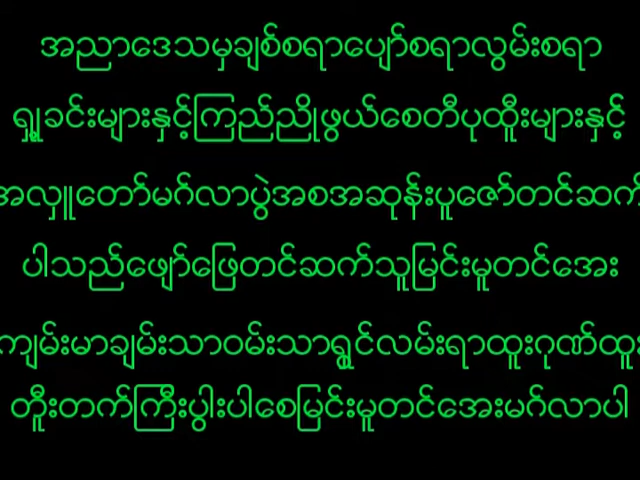 အညာဒေသမှချစ်စရာပျော်စရာလွမ်းစရာ
ရှုခင်းများနှင့်ကြည်ညိုဖွယ်စေတီပုထိုးများနှင့်
အလှူတော်မင်္ဂလာပွဲအစအဆုန်းပူဇော်တင်ဆက်
ပါသည်ဖျော်ဖြေတင်ဆက်သူမြင်းမူတင်အေး
ကျမ်းမာချမ်းသာဝမ်းသာရွှင်လမ်းရာထူးဂုဏ်ထူး
တိုးတက်ကြီးပွါးပါစေမြင်းမူတင်အေးမင်္ဂလာပါ